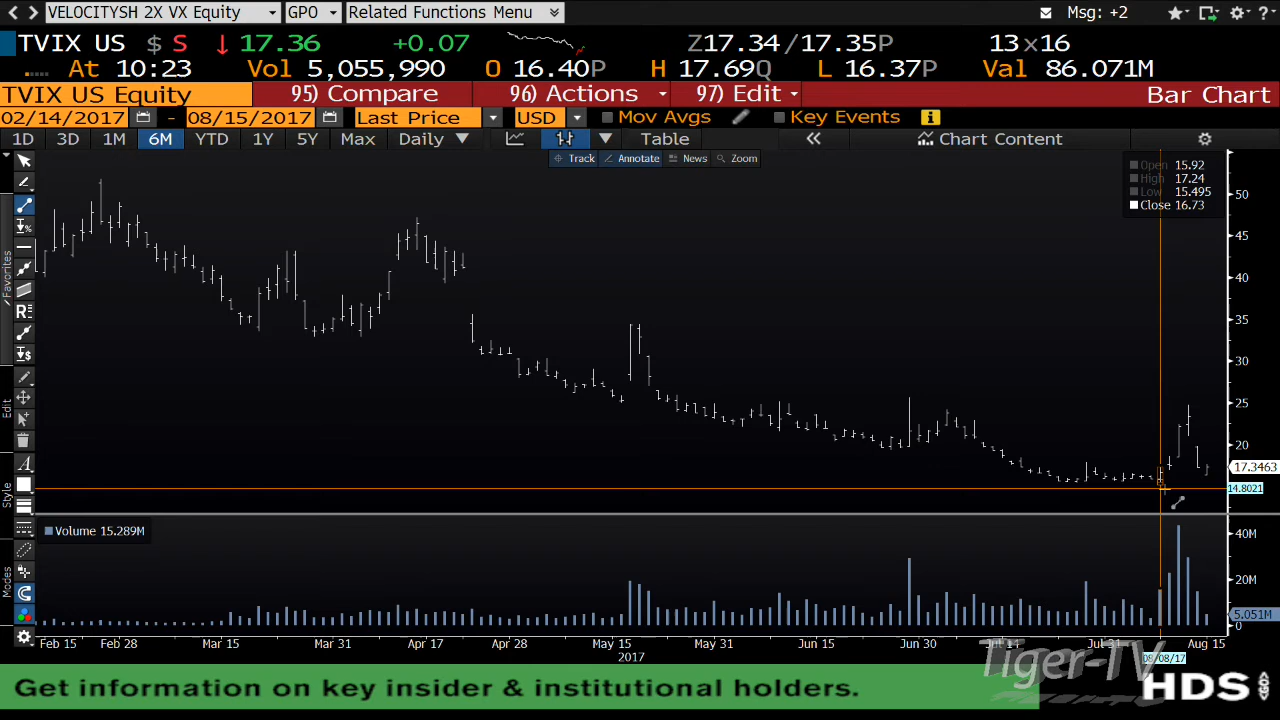 VELOCITYSH 2X VX Equity GPO Related Functions Menu Msg: +2 ?
TVIX US $ S ↓ 17.36 +0.07 Z17.34/17.35P 13x16
At 10:23 Vol 5,055,990 O 16.40P H 17.69Q L 16.37P Val 86.071M
TVIX US Equity 95) Compare 96) Actions 97) Edit Bar Chart
02/14/2017 - 08/15/2017 Last Price USD Mov Avgs Key Events i
1D 3D 1M 6M YTD 1Y 5Y Max Daily Table « Chart Content
Track Annotate News Zoom
Open 15.92
High 17.24
Low 15.495
Close 16.73
Favorites
Edit
Style
Modes
50
45
40
35
30
25
20
17.3463
14.8021
Volume 15.289M
40M
20M
5.051M
0
Feb 15 Feb 28 Mar 15 Mar 31 Apr 17 Apr 28 May 15 May 31 Jun 15 Jun 30 Jul 14 Jul 31 Aug 15
2017
08/08/17
Tiger-TV
Get information on key insider & institutional holders.
HDS